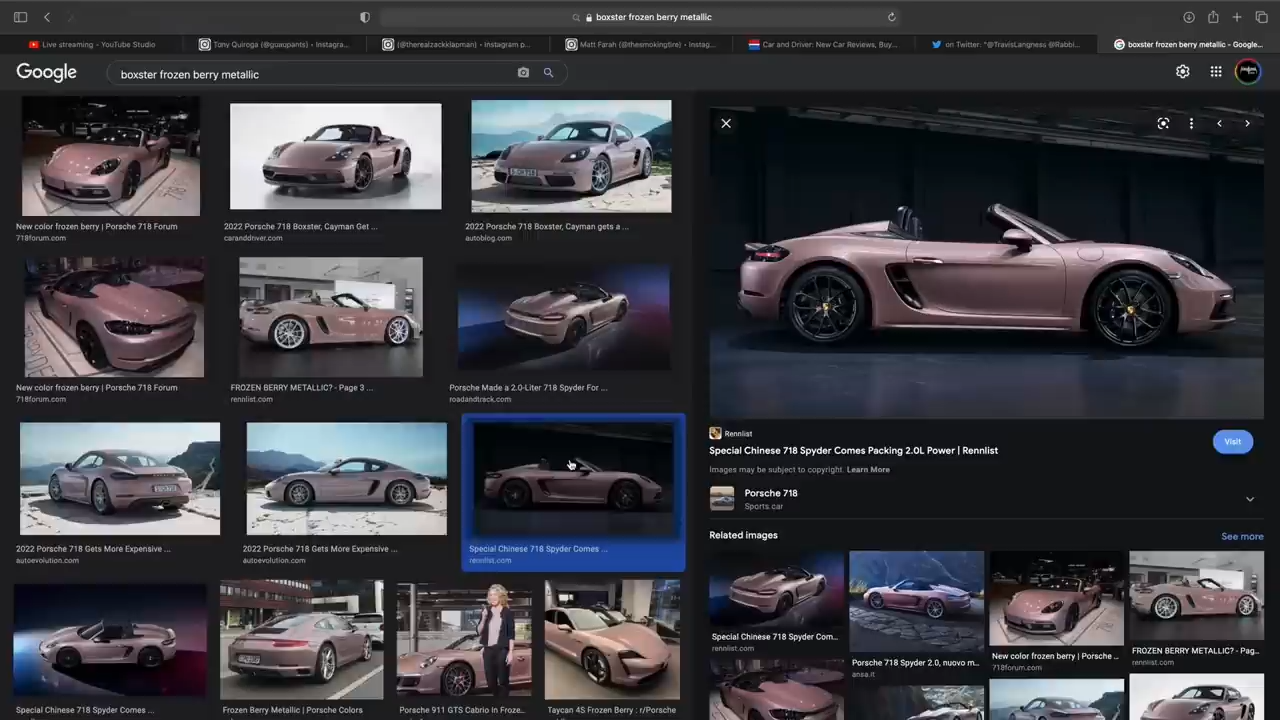 boxster frozen berry metallic
Live streaming - YouTube Studio
Tony Quiroga (@guaupants) • Instagra...
(@therealzackklapman) • Instagram p...
Matt Farah (@thesmokingtire) • Instag...
Car and Driver: New Car Reviews, Buy...
on Twitter: "@TravisLangness @Rabbi...
boxster frozen berry metallic - Google...
Google
boxster frozen berry metallic
New color frozen berry | Porsche 718 Forum
718forum.com
2022 Porsche 718 Boxster, Cayman Get ...
caranddriver.com
2022 Porsche 718 Boxster, Cayman gets a ...
autoblog.com
New color frozen berry | Porsche 718 Forum
718forum.com
FROZEN BERRY METALLIC? - Page 3 ...
rennlist.com
Porsche Made a 2.0-Liter 718 Spyder For ...
roadandtrack.com
2022 Porsche 718 Gets More Expensive ...
autoevolution.com
2022 Porsche 718 Gets More Expensive ...
autoevolution.com
Special Chinese 718 Spyder Comes ...
rennlist.com
Special Chinese 718 Spyder Comes ...
Frozen Berry Metallic | Porsche Colors
Porsche 911 GTS Cabrio In Froze...
Taycan 4S Frozen Berry : r/Porsche
Rennlist
Visit
Special Chinese 718 Spyder Comes Packing 2.0L Power | Rennlist
Images may be subject to copyright. Learn More
Porsche 718
Sports car
Related images
See more
Special Chinese 718 Spyder Com...
rennlist.com
Porsche 718 Spyder 2.0, nuovo m...
ansa.it
New color frozen berry | Porsche ...
718forum.com
FROZEN BERRY METALLIC? - Pag...
rennlist.com